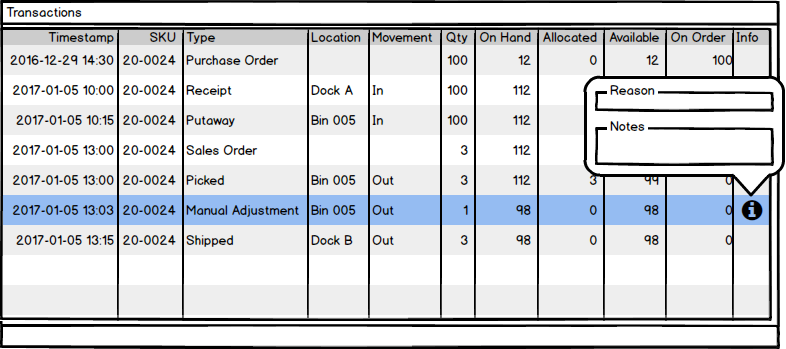 Transactions
Timestamp SKU Type Location Movement Qty On Hand Allocated Available On Order Info
2016-12-29 14:30 20-0024 Purchase Order 100 12 0 12 100
2017-01-05 10:00 20-0024 Receipt Dock A In 100 112
Reason
2017-01-05 10:15 20-0024 Putaway Bin 005 In 100 112
Notes
2017-01-05 13:00 20-0024 Sales Order 3 112
2017-01-05 13:00 20-0024 Picked Bin 005 Out 3 112 3 99 0
2017-01-05 13:03 20-0024 Manual Adjustment Bin 005 Out 1 98 0 98 0
2017-01-05 13:15 20-0024 Shipped Dock B Out 3 98 0 98 0